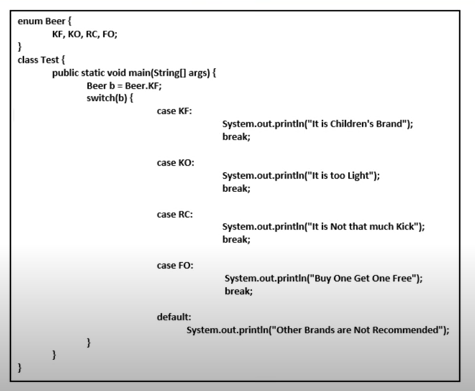 enum Beer {
KF, KO, RC, FO;
}
class Test {
public static void main(String[] args) {
Beer b = Beer.KF;
switch(b) {
case KF:
System.out.println("It is Children's Brand");
break;
case KO:
System.out.println("It is too Light");
break;
case RC:
System.out.println("It is Not that much Kick");
break;
case FO:
System.out.println("Buy One Get One Free");
break;
default:
System.out.println("Other Brands are Not Recommended");
}
}
}